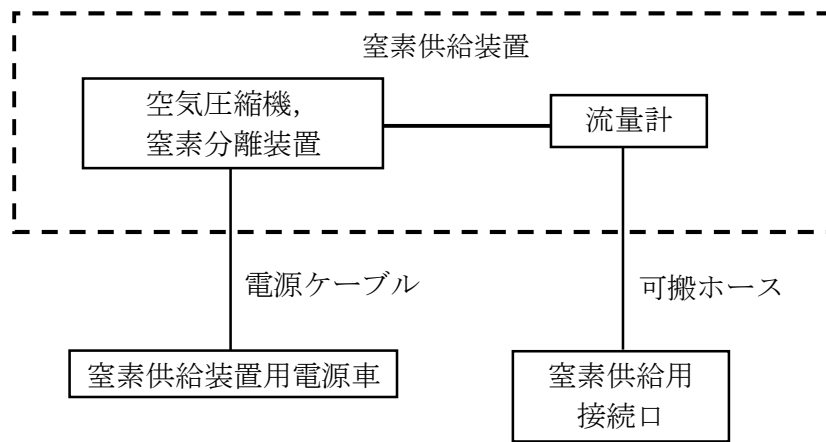 窒素供給装置
空気圧縮機，
窒素分離装置
流量計
電源ケーブル
可搬ホース
窒素供給装置用電源車
窒素供給用
接続口